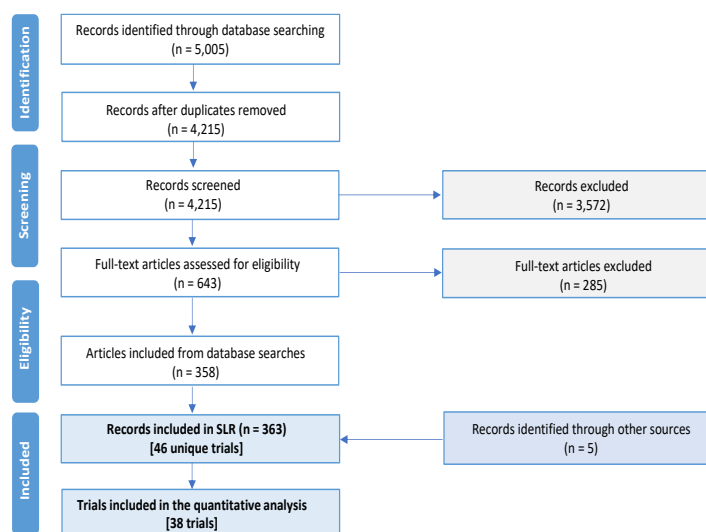 Identification
Records identified through database searching
(n = 5,005)
Records after duplicates removed
(n = 4,215)
Screening
Records screened
(n = 4,215)
Records excluded
(n = 3,572)
Full-text articles assessed for eligibility
(n = 643)
Full-text articles excluded
(n = 285)
Eligibility
Articles included from database searches
(n = 358)
Included
Records included in SLR (n = 363)
[46 unique trials]
Records identified through other sources
(n = 5)
Trials included in the quantitative analysis
[38 trials]